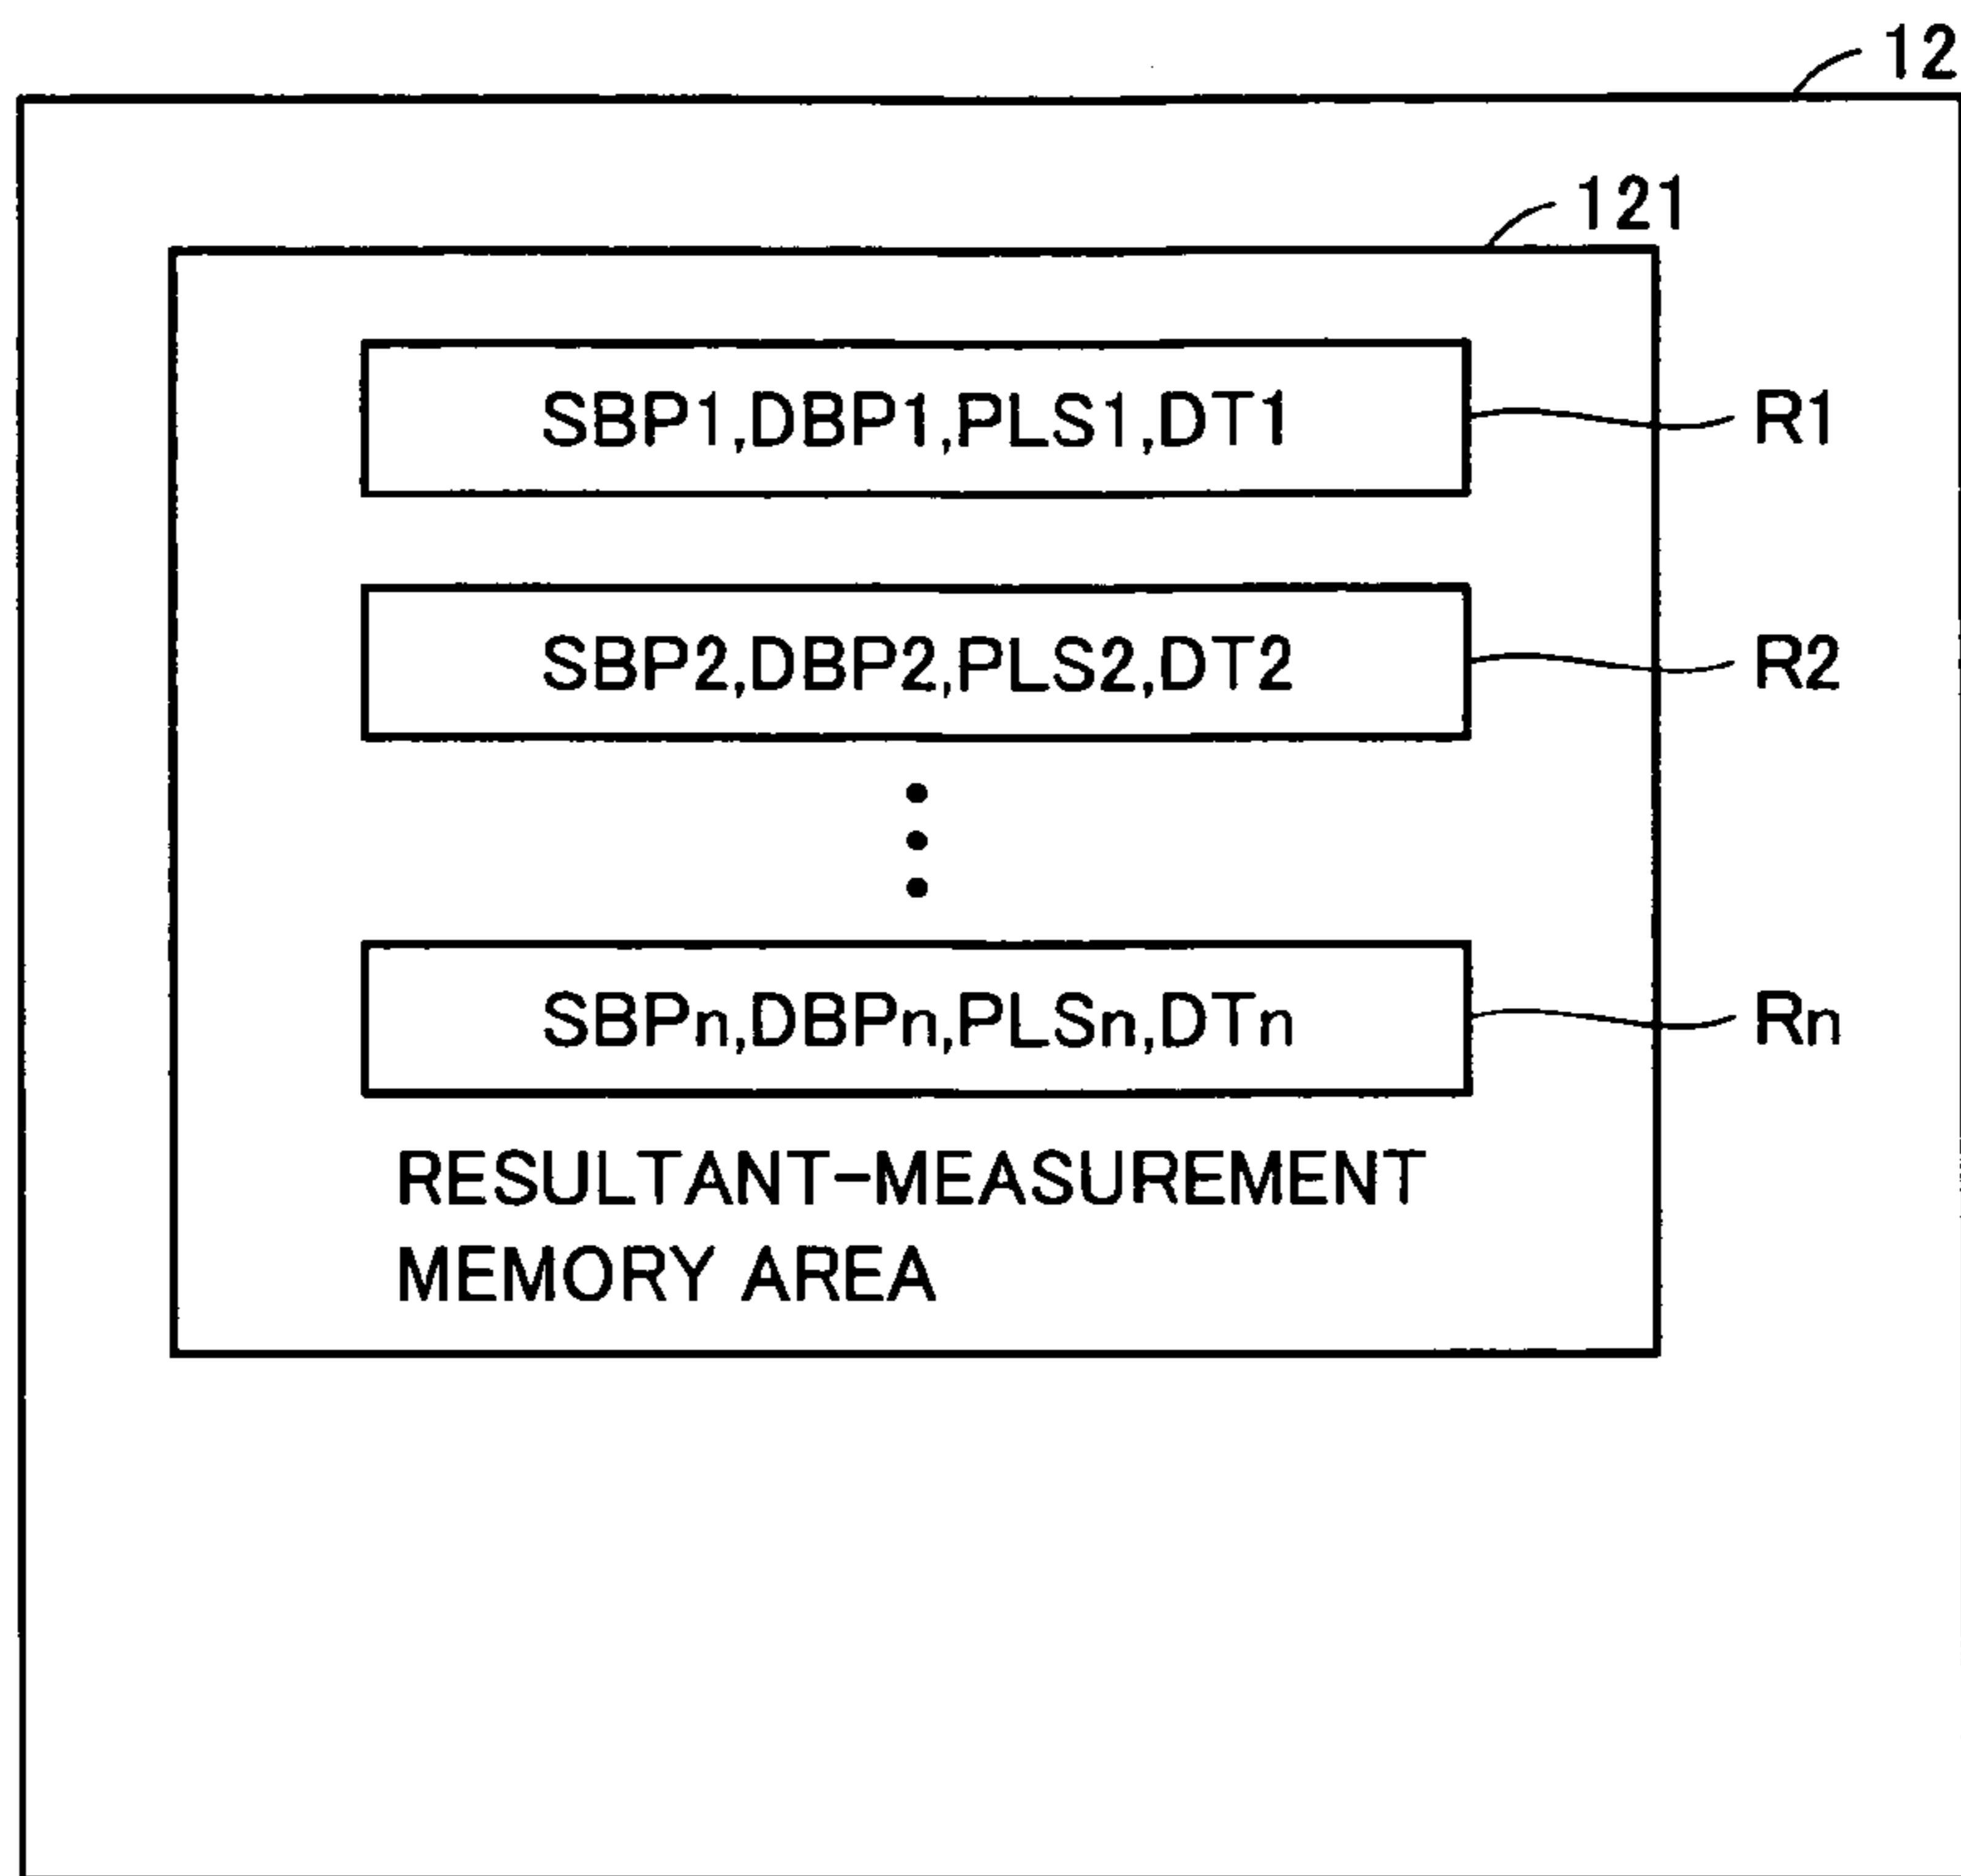 12
121
SBP1,DBP1,PLS1,DT1
R1
SBP2,DBP2,PLS2,DT2
R2
SBPn,DBPn,PLSn,DTn
Rn
RESULTANT-MEASUREMENT
MEMORY AREA